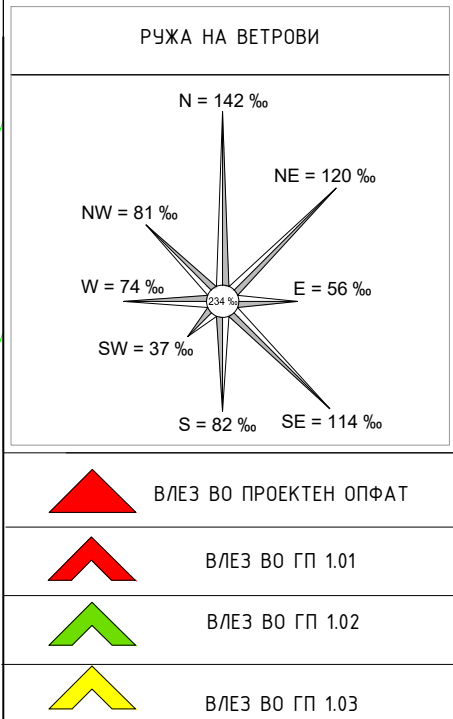 РУЖА НА ВЕТРОВИ
N = 142 ‰
NE = 120 ‰
NW = 81 ‰
W = 74 ‰
234 ‰
E = 56 ‰
SW = 37 ‰
S = 82 ‰
SE = 114 ‰
ВЛЕЗ ВО ПРОЕКТЕН ОПФАТ
ВЛЕЗ ВО ГП 1.01
ВЛЕЗ ВО ГП 1.02
ВЛЕЗ ВО ГП 1.03